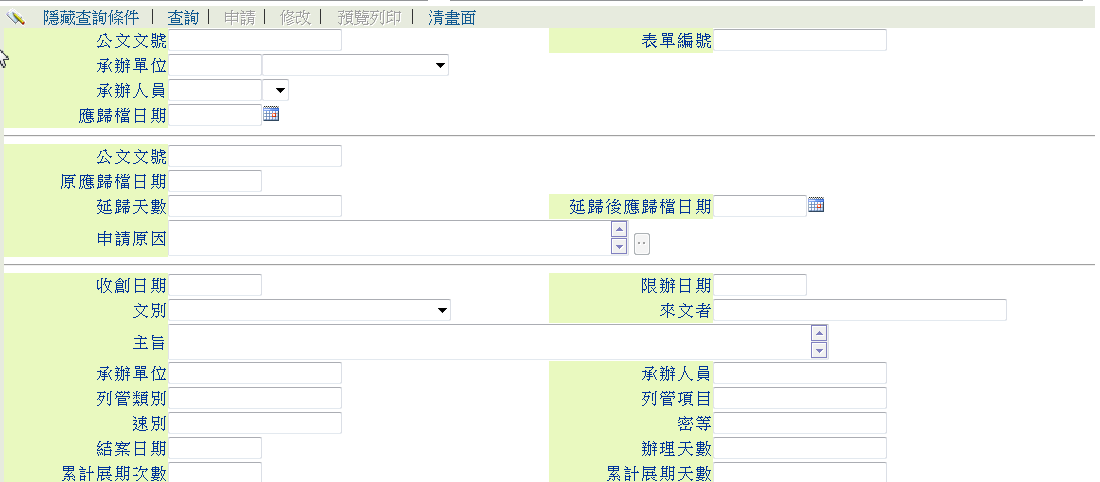 隱藏查詢條件 | 查詢 | 申請 | 修改 | 預覽列印 | 清畫面
公文文號 表單編號
承辦單位
承辦人員
應歸檔日期
公文文號
原應歸檔日期
延歸天數 延歸後應歸檔日期
申請原因 ..
收創日期 限辦日期
文別 來文者
主旨
承辦單位 承辦人員
列管類別 列管項目
速別 密等
結案日期 辦理天數
累計展期次數 累計展期天數